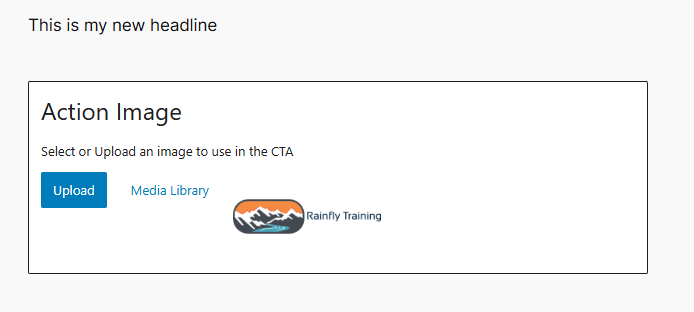 This is my new headline
Action Image
Select or Upload an image to use in the CTA
Upload
Media Library
Rainfly Training